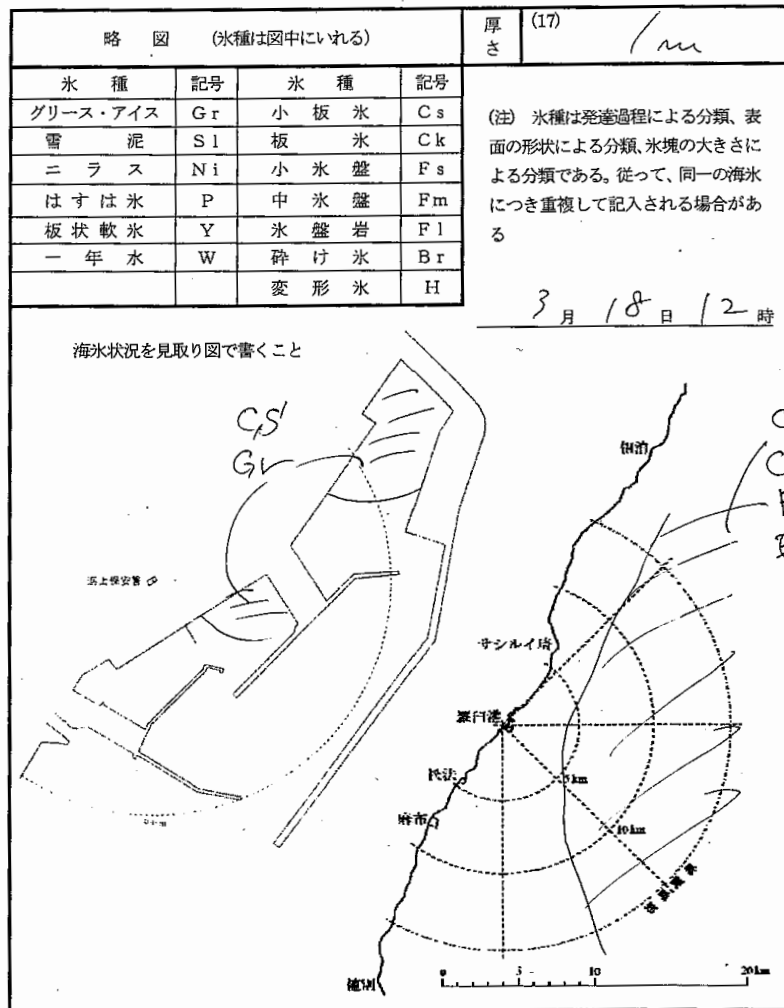 略 図 (氷種は図中にいれる)
厚さ
(17)
1m
氷 種 記号 氷 種 記号
グリース・アイス Gr 小 板 氷 Cs
雪 泥 Sl 板 氷 Ck
ニ ラ ス Ni 小 氷 盤 Fs
は す は 氷 P 中 氷 盤 Fm
板 状 軟 氷 Y 氷 盤 岩 Fl
一 年 水 W 砕 け 氷 Br
変 形 氷 H
(注) 氷種は発達過程による分類、表
面の形状による分類、氷塊の大きさに
よる分類である。従って、同一の海氷
につき重複して記入される場合があ
る
3月 18日 12時
海氷状況を見取り図で書くこと
Cs
Gr
サシルイ埼
羅臼港
麻布
5km
10km
0 5 10 20km